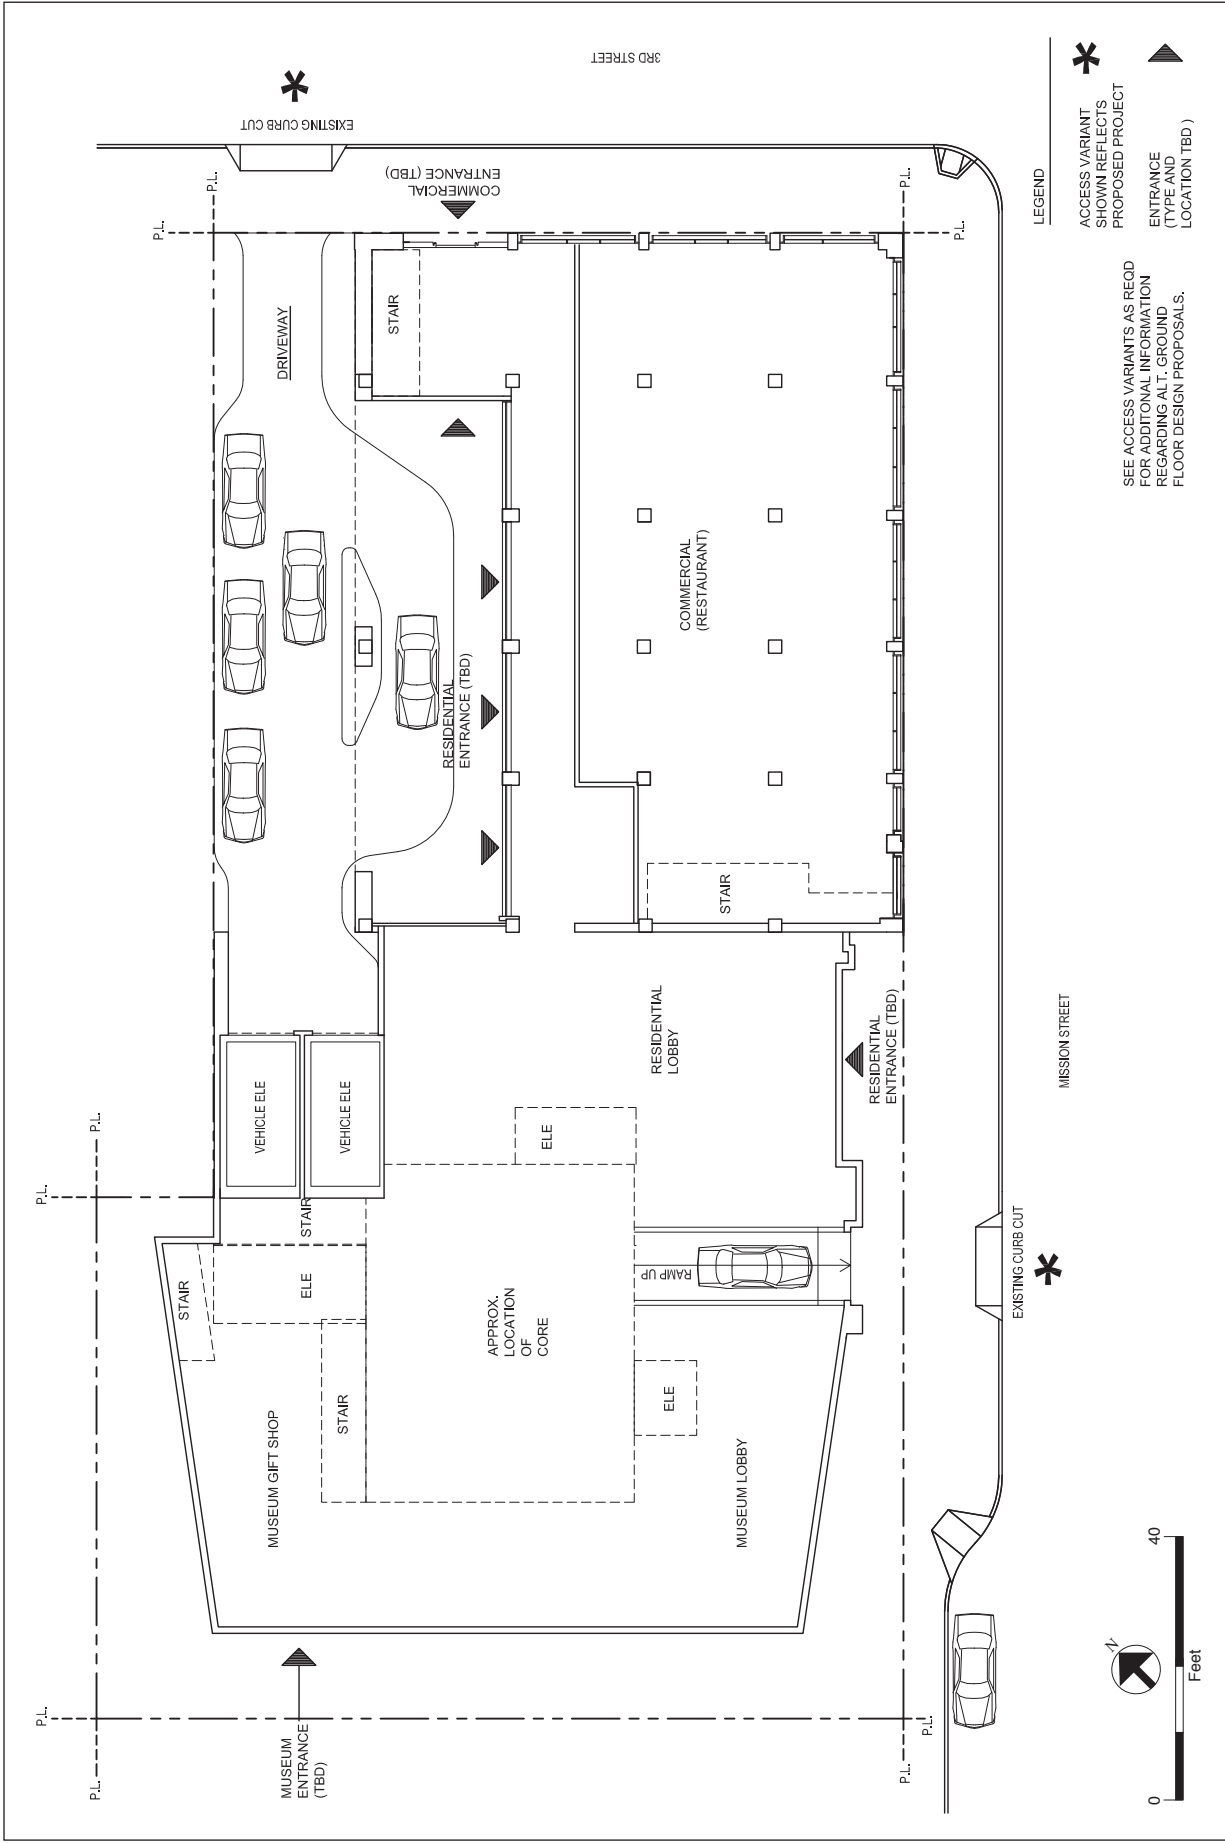 3RD STREET
EXISTING CURB CUT
COMMERCIAL
ENTRANCE (TBD)
P.L.
P.L.
P.L.
P.L.
DRIVEWAY
STAIR
COMMERCIAL
(RESTAURANT)
RESIDENTIAL
ENTRANCE (TBD)
STAIR
RESIDENTIAL
LOBBY
RESIDENTIAL
ENTRANCE (TBD)
MISSION STREET
VEHICLE ELE
VEHICLE ELE
ELE
P.L.
P.L.
STAIR
STAIR
ELE
RAMP UP
EXISTING CURB CUT
APPROX.
LOCATION
OF
CORE
STAIR
ELE
MUSEUM GIFT SHOP
MUSEUM LOBBY
MUSEUM
ENTRANCE
(TBD)
P.L.
P.L.
P.L.
P.L.
LEGEND
ACCESS VARIANT
SHOWN REFLECTS
PROPOSED PROJECT
ENTRANCE
(TYPE AND
LOCATION TBD )
SEE ACCESS VARIANTS AS REQD
FOR ADDITONAL INFORMATION
REGARDING ALT. GROUND
FLOOR DESIGN PROPOSALS.
N
0
40
Feet